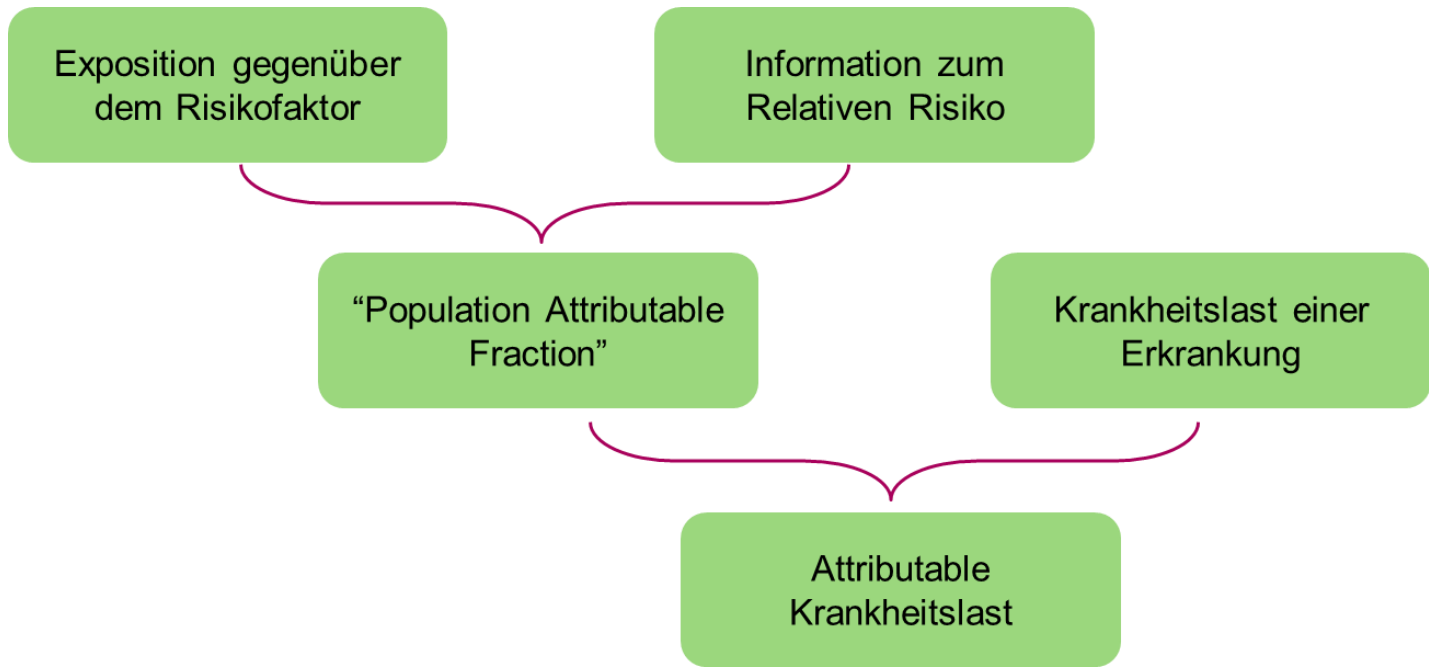 Exposition gegenüber
dem Risikofaktor
Information zum
Relativen Risiko
“Population Attributable
Fraction”
Krankheitslast einer
Erkrankung
Attributable
Krankheitslast